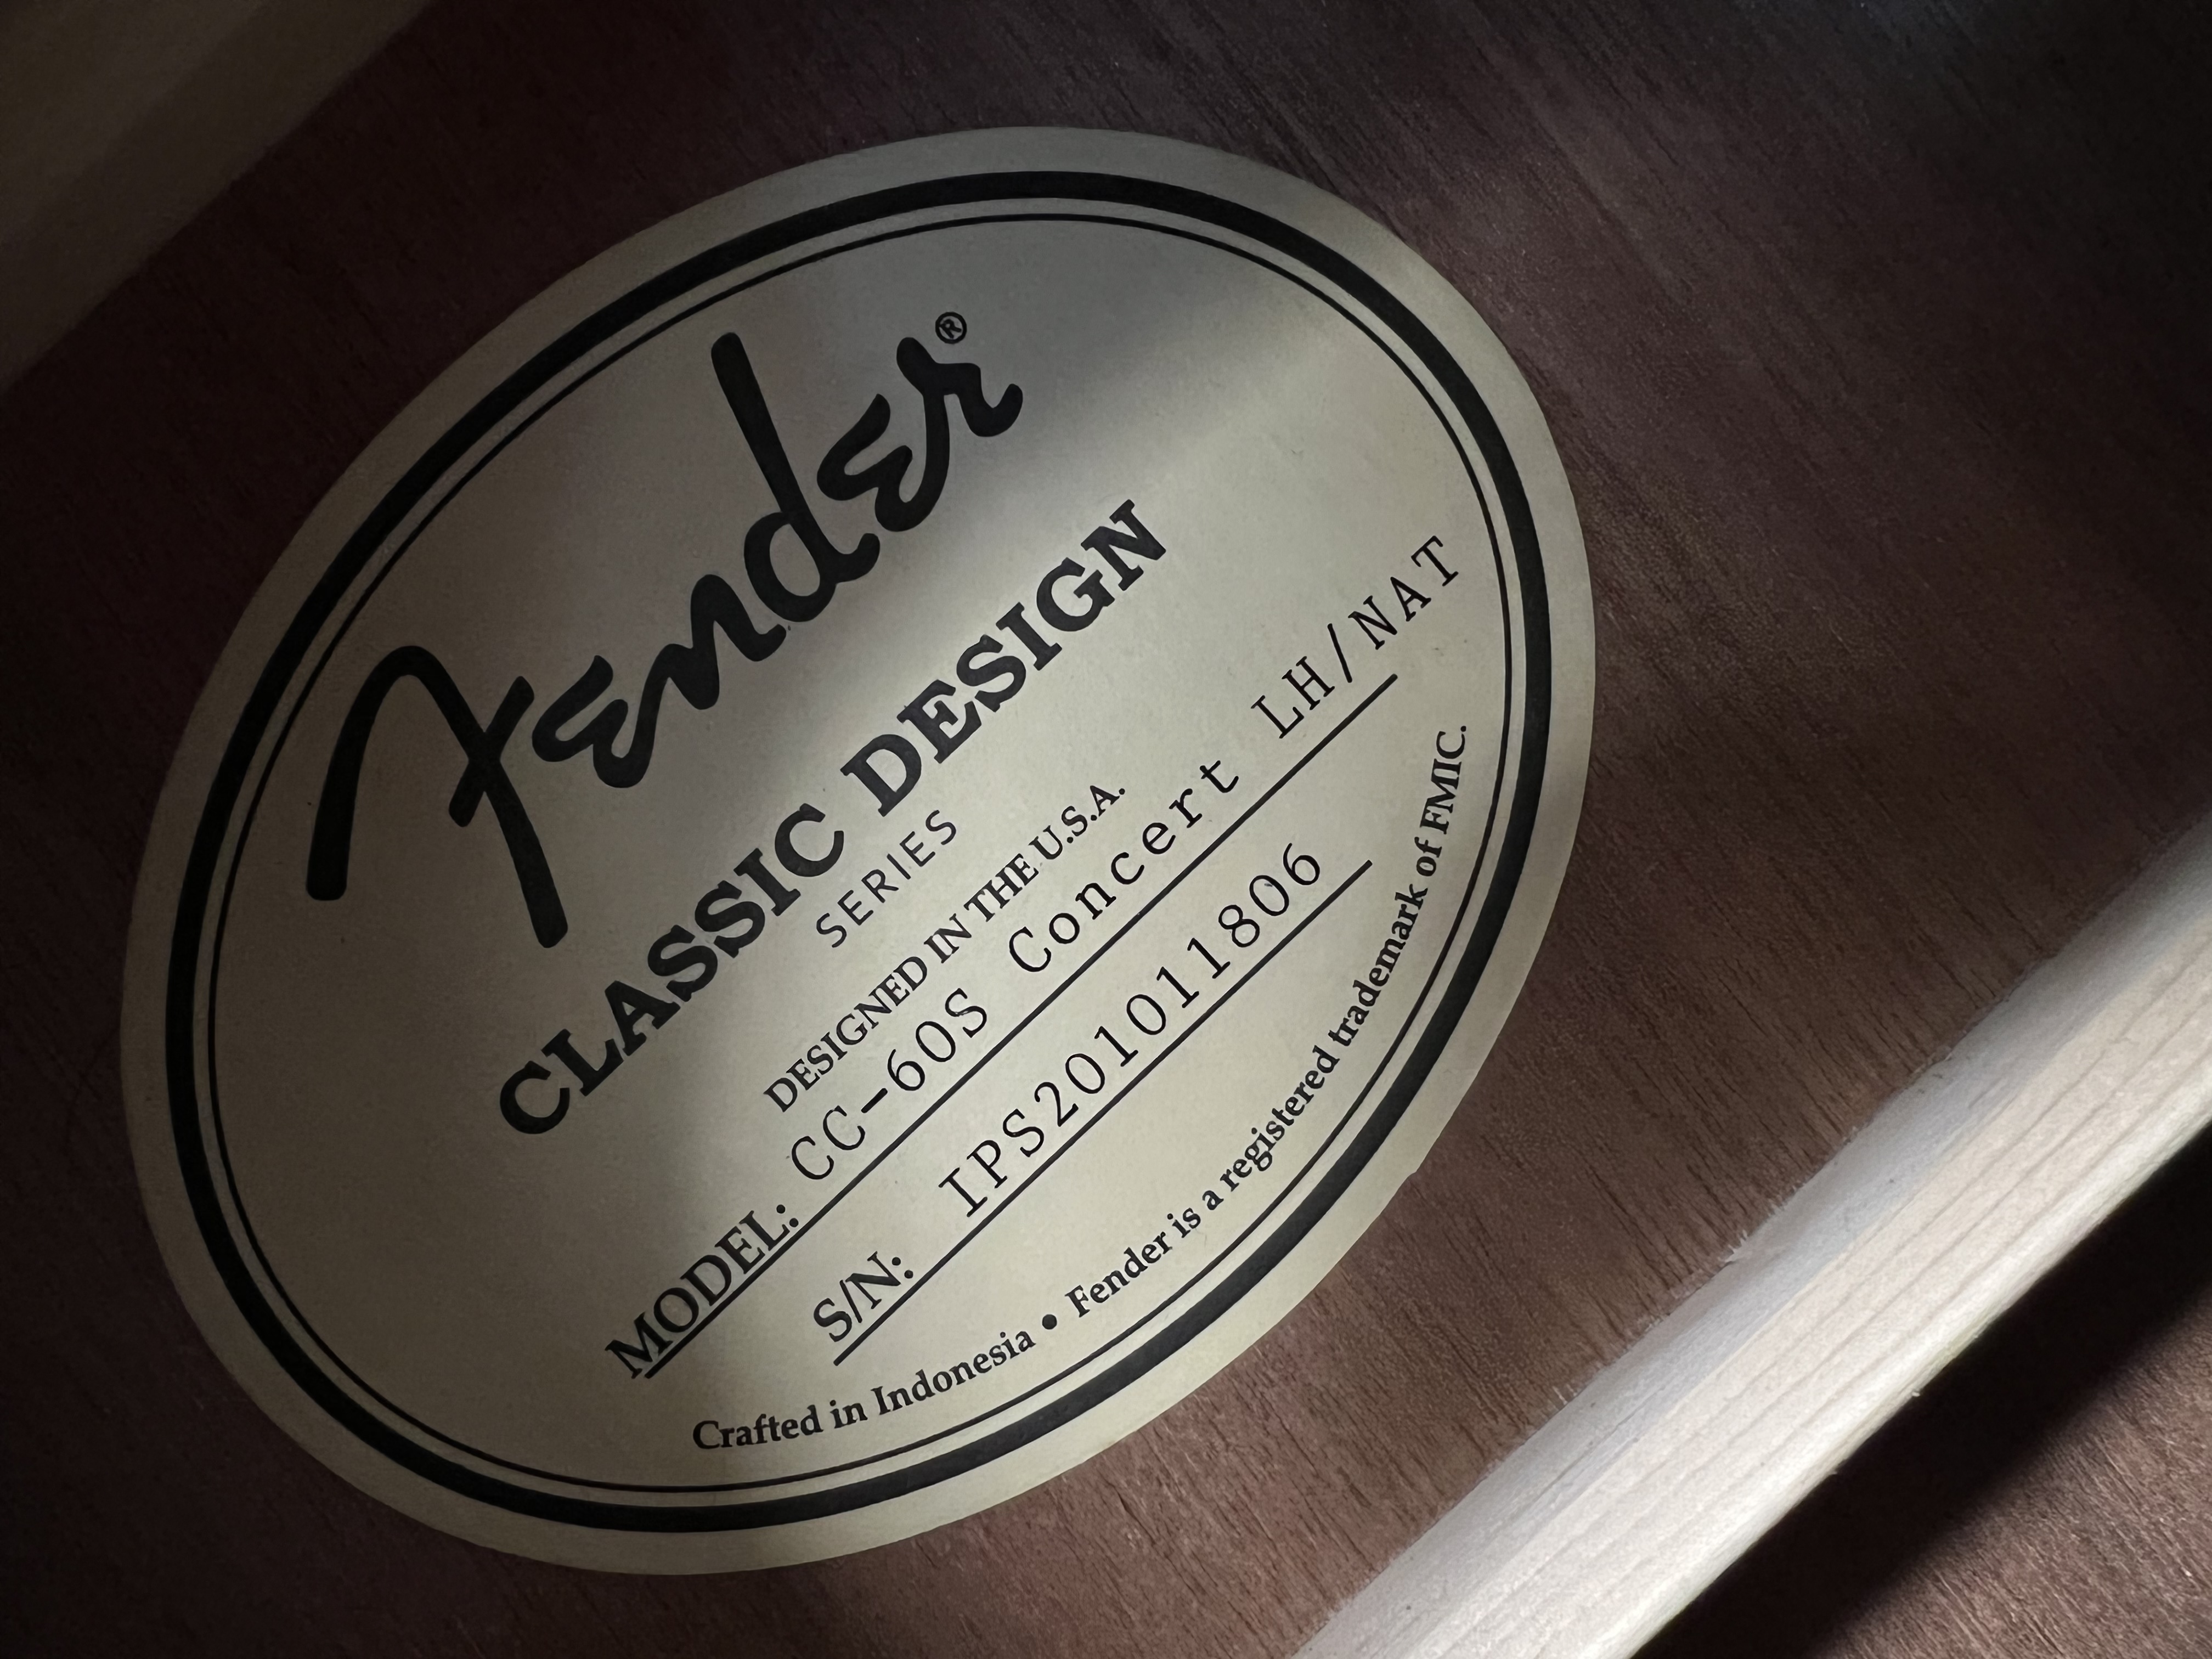 Fender®
CLASSIC DESIGN
SERIES
DESIGNED IN THE U.S.A.
MODEL: CC-60S Concert LH/NAT
S/N: IPS201011806
Crafted in Indonesia • Fender is a registered trademark of FMIC.